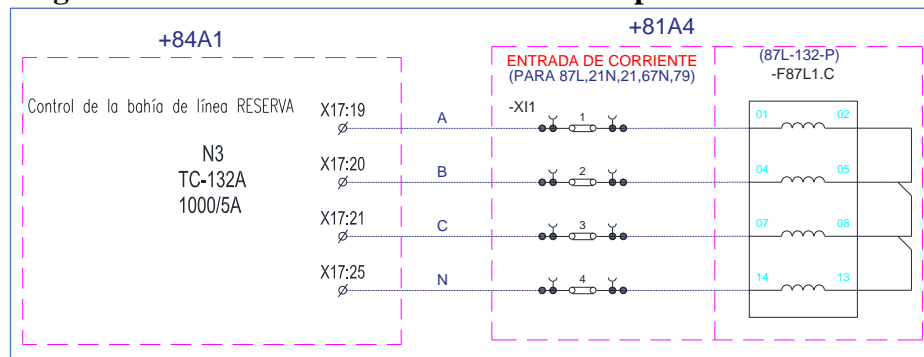 +84A1
+81A4
ENTRADA DE CORRIENTE
(PARA 87L,21N,21,67N,79)
(87L-132-P)
-F87L1.C
Control de la bahía de línea RESERVA
-XI1
N3
TC-132A
1000/5A
X17:19
A
1
01
02
X17:20
B
2
04
05
X17:21
C
3
07
08
X17:25
N
4
14
13